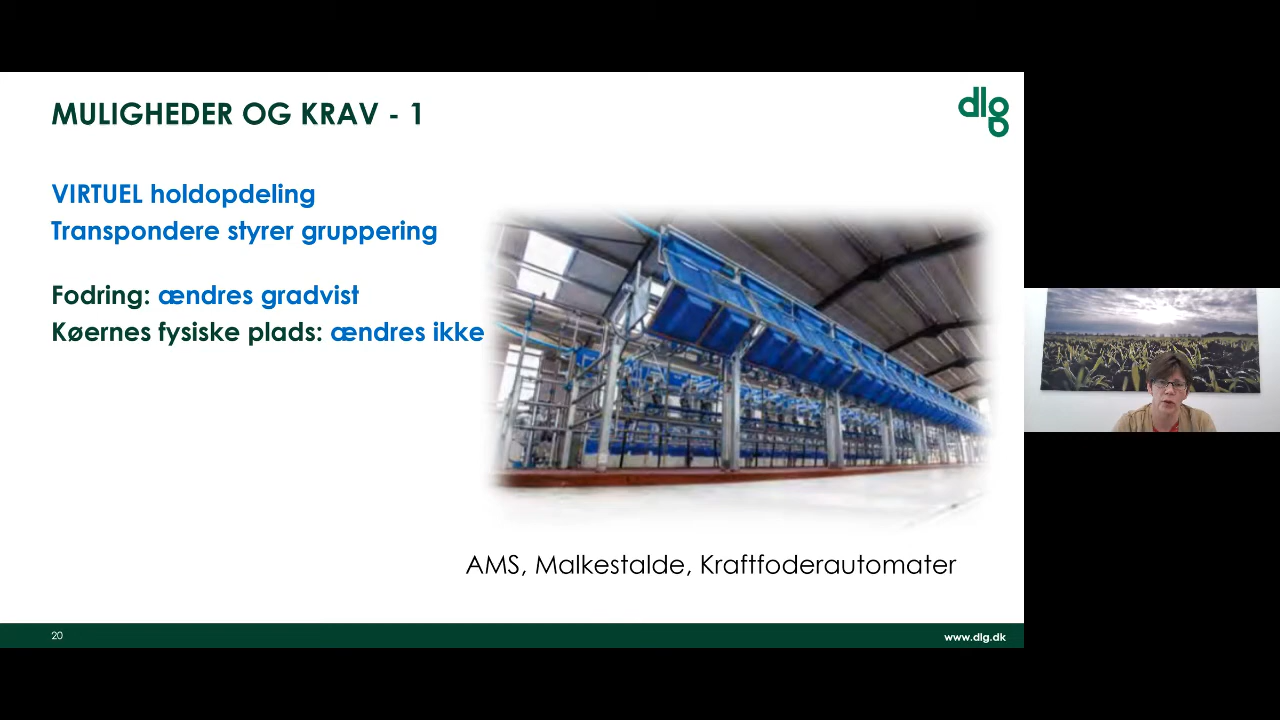 MULIGHEDER OG KRAV - 1
dlg
VIRTUEL holdopdeling
Transpondere styrer gruppering
Fodring: ændres gradvist
Køernes fysiske plads: ændres ikke
AMS, Malkestalde, Kraftfoderautomater
20
www.dlg.dk